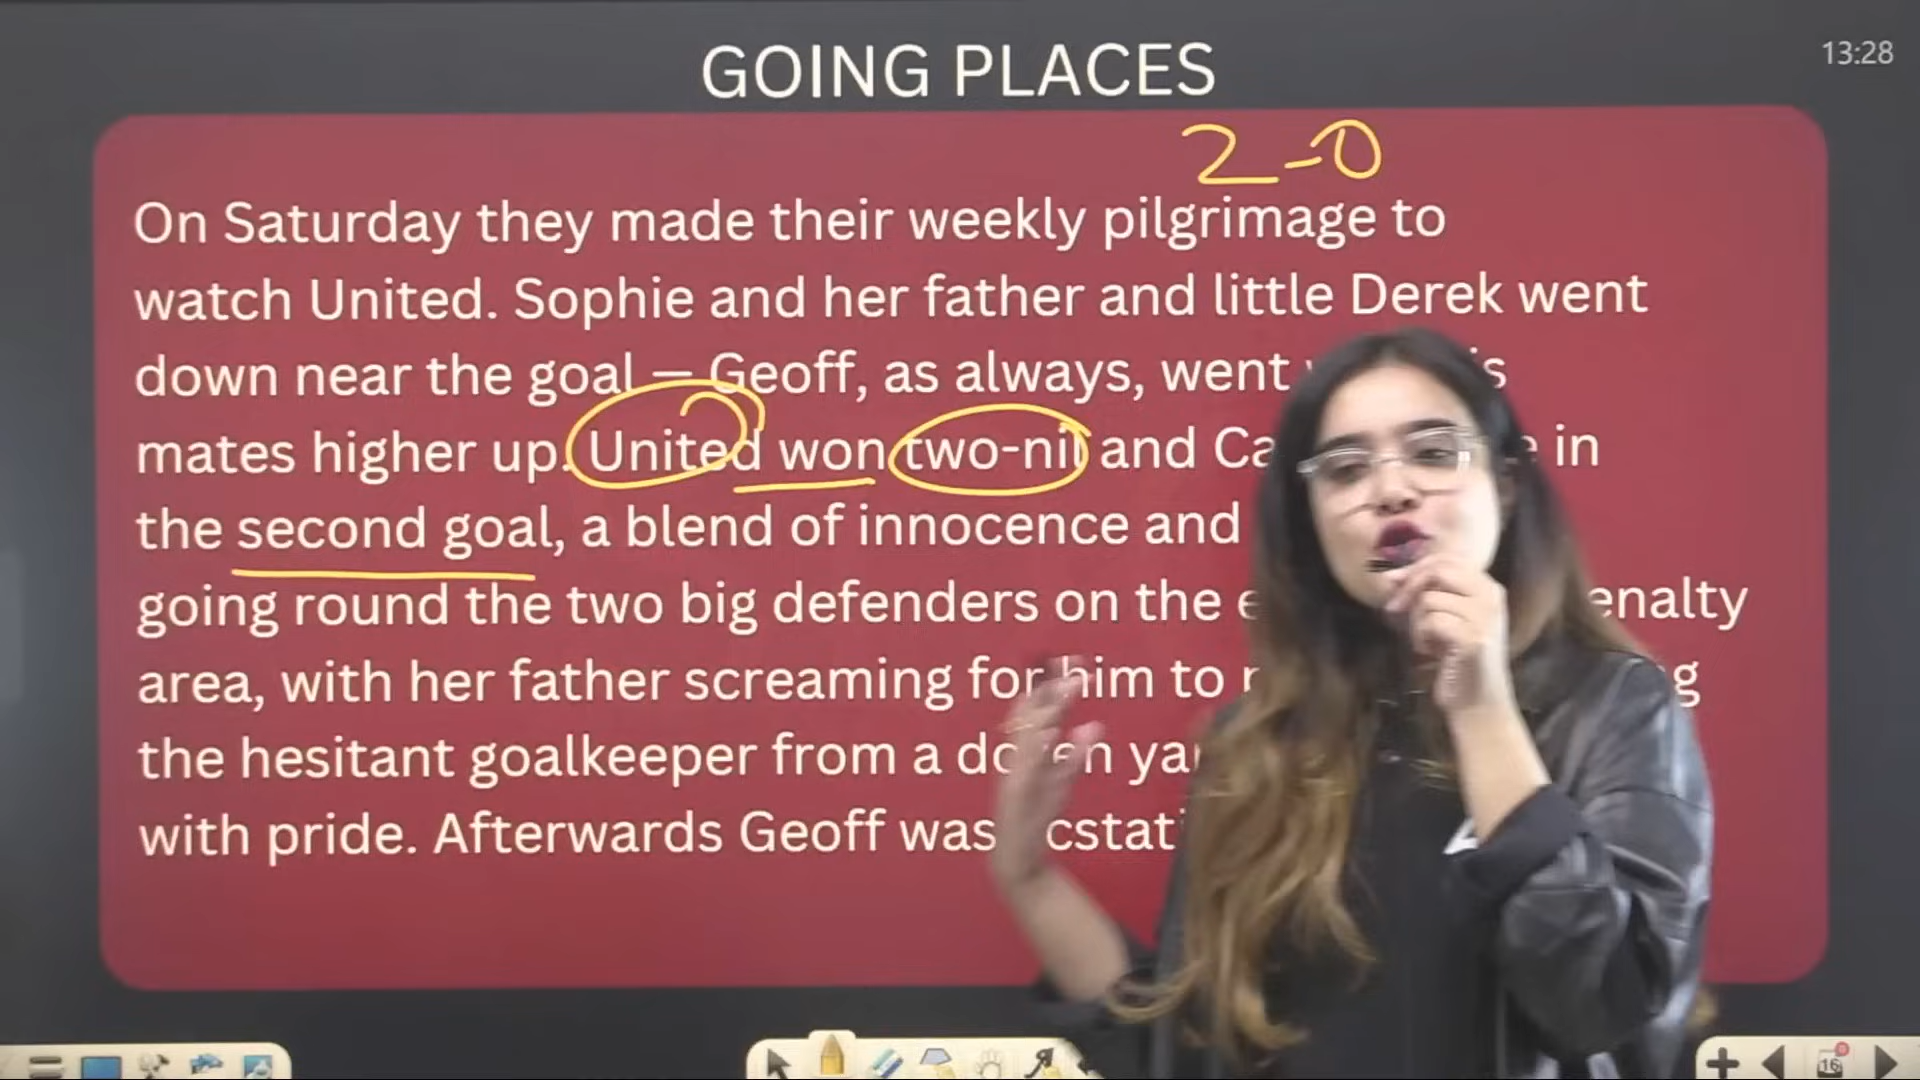 GOING PLACES
13:28
2-0
On Saturday they made their weekly pilgrimage to
watch United. Sophie and her father and little Derek went
down near the goal — Geoff, as always, went
mates higher up. United won two-nil and in
the second goal, a blend of innocence and
going round the two big defenders on the
area, with her father screaming for him to
the hesitant goalkeeper from a dozen
with pride. Afterwards Geoff was
16